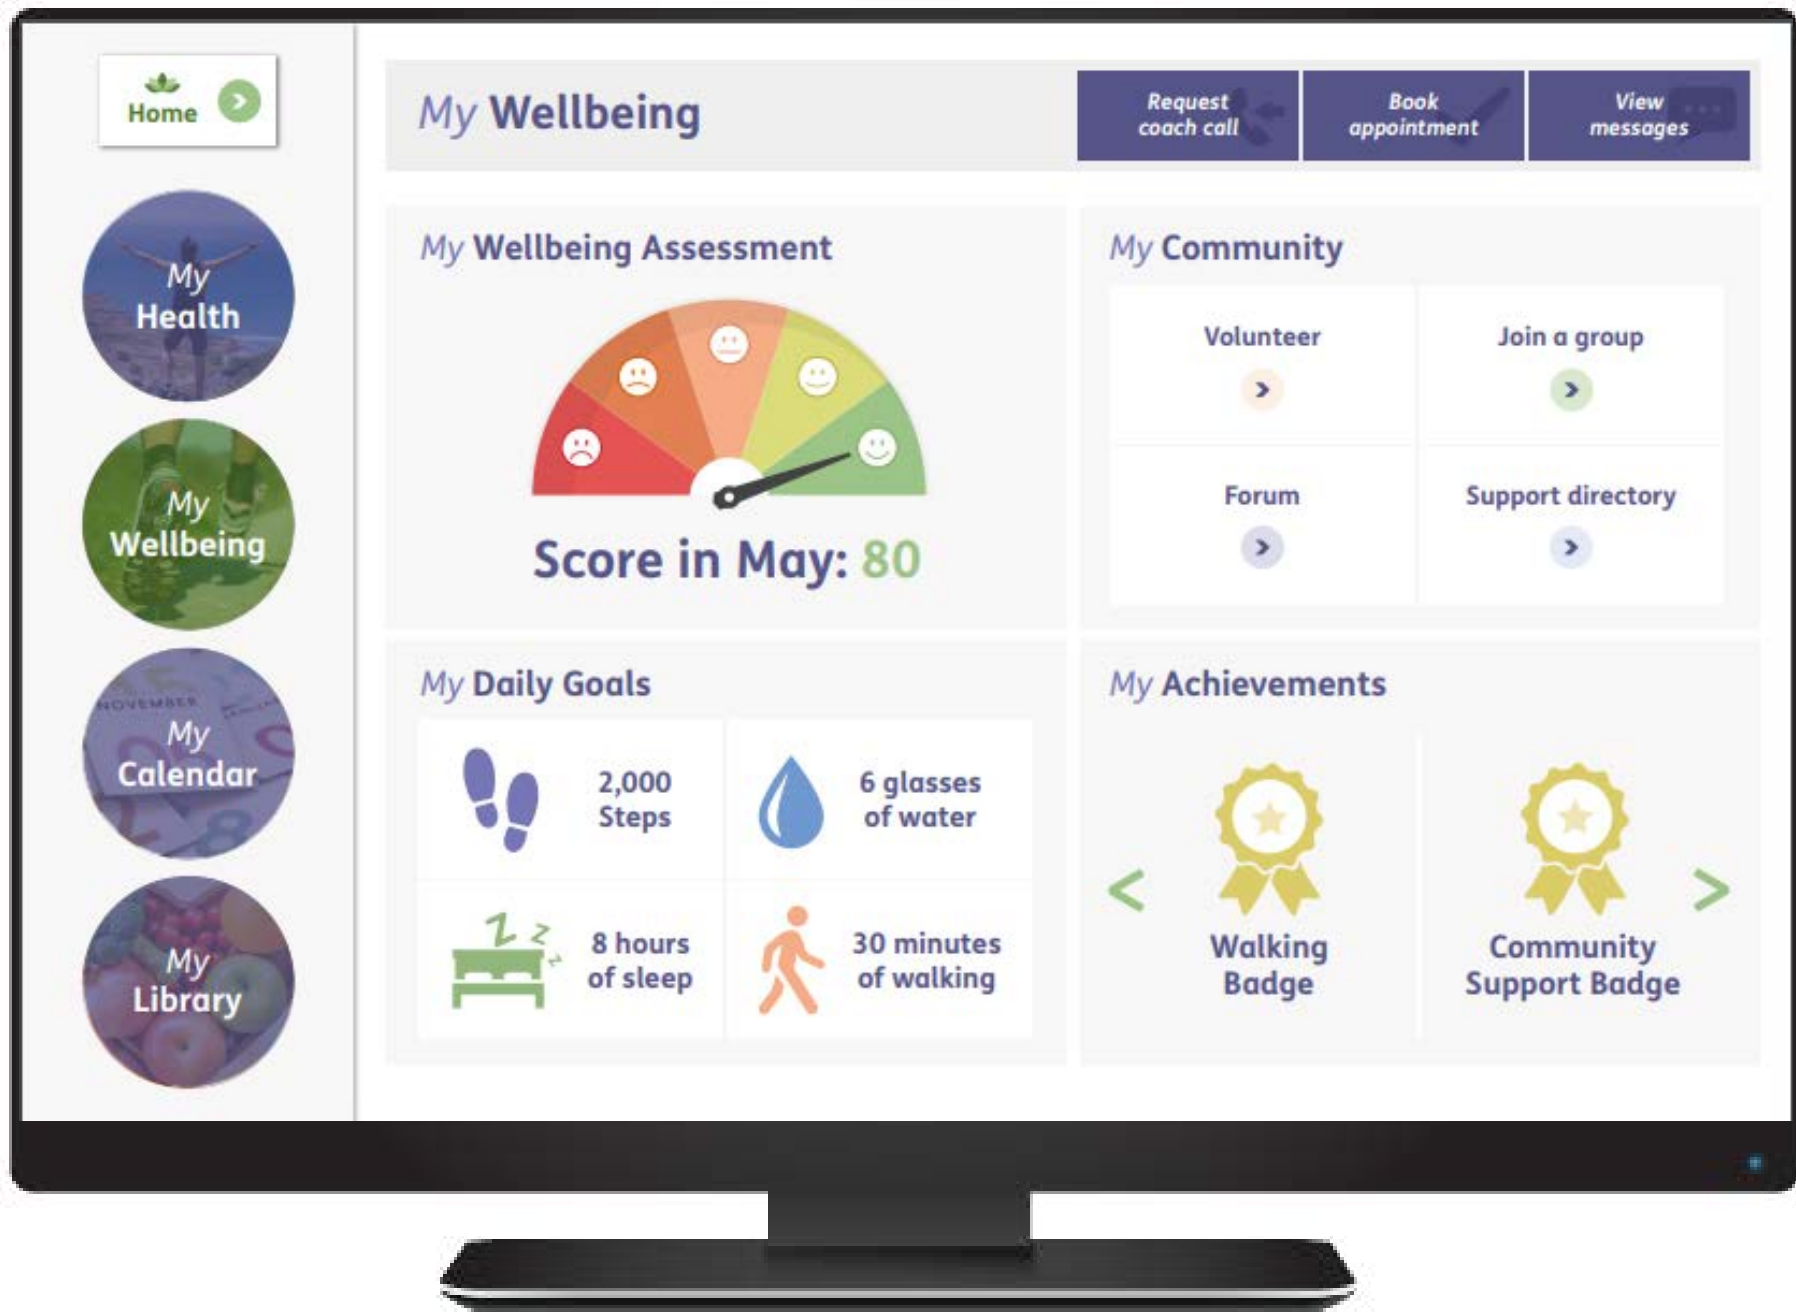 Home
My
Health
My
Wellbeing
NOVEMBER
My
Calendar
My
Library
My Wellbeing
Request
coach call
Book
appointment
View
messages
My Wellbeing Assessment
Score in May: 80
My Community
Volunteer
Join a group
Forum
Support directory
My Daily Goals
2,000
Steps
6 glasses
of water
Z Z Z
8 hours
of sleep
30 minutes
of walking
My Achievements
Walking
Badge
Community
Support Badge